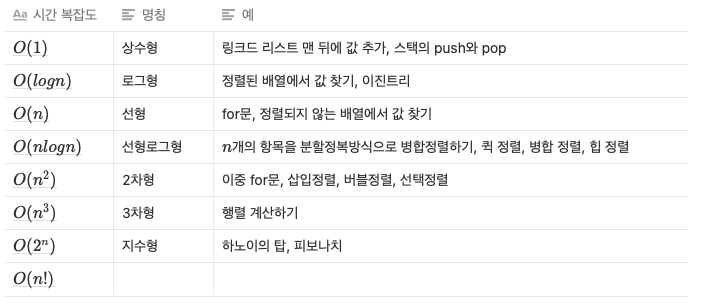 Aa 시간 복잡도 명칭 예
O(1) 상수형 링크드 리스트 맨 뒤에 값 추가, 스택의 push와 pop
O(logn) 로그형 정렬된 배열에서 값 찾기, 이진트리
O(n) 선형 for문, 정렬되지 않는 배열에서 값 찾기
O(nlogn) 선형로그형 n개의 항목을 분할정복방식으로 병합정렬하기, 퀵 정렬, 병합 정렬, 힙 정렬
O(n²) 2차형 이중 for문, 삽입정렬, 버블정렬, 선택정렬
O(n³) 3차형 행렬 계산하기
O(2ⁿ) 지수형 하노이의 탑, 피보나치
O(n!)